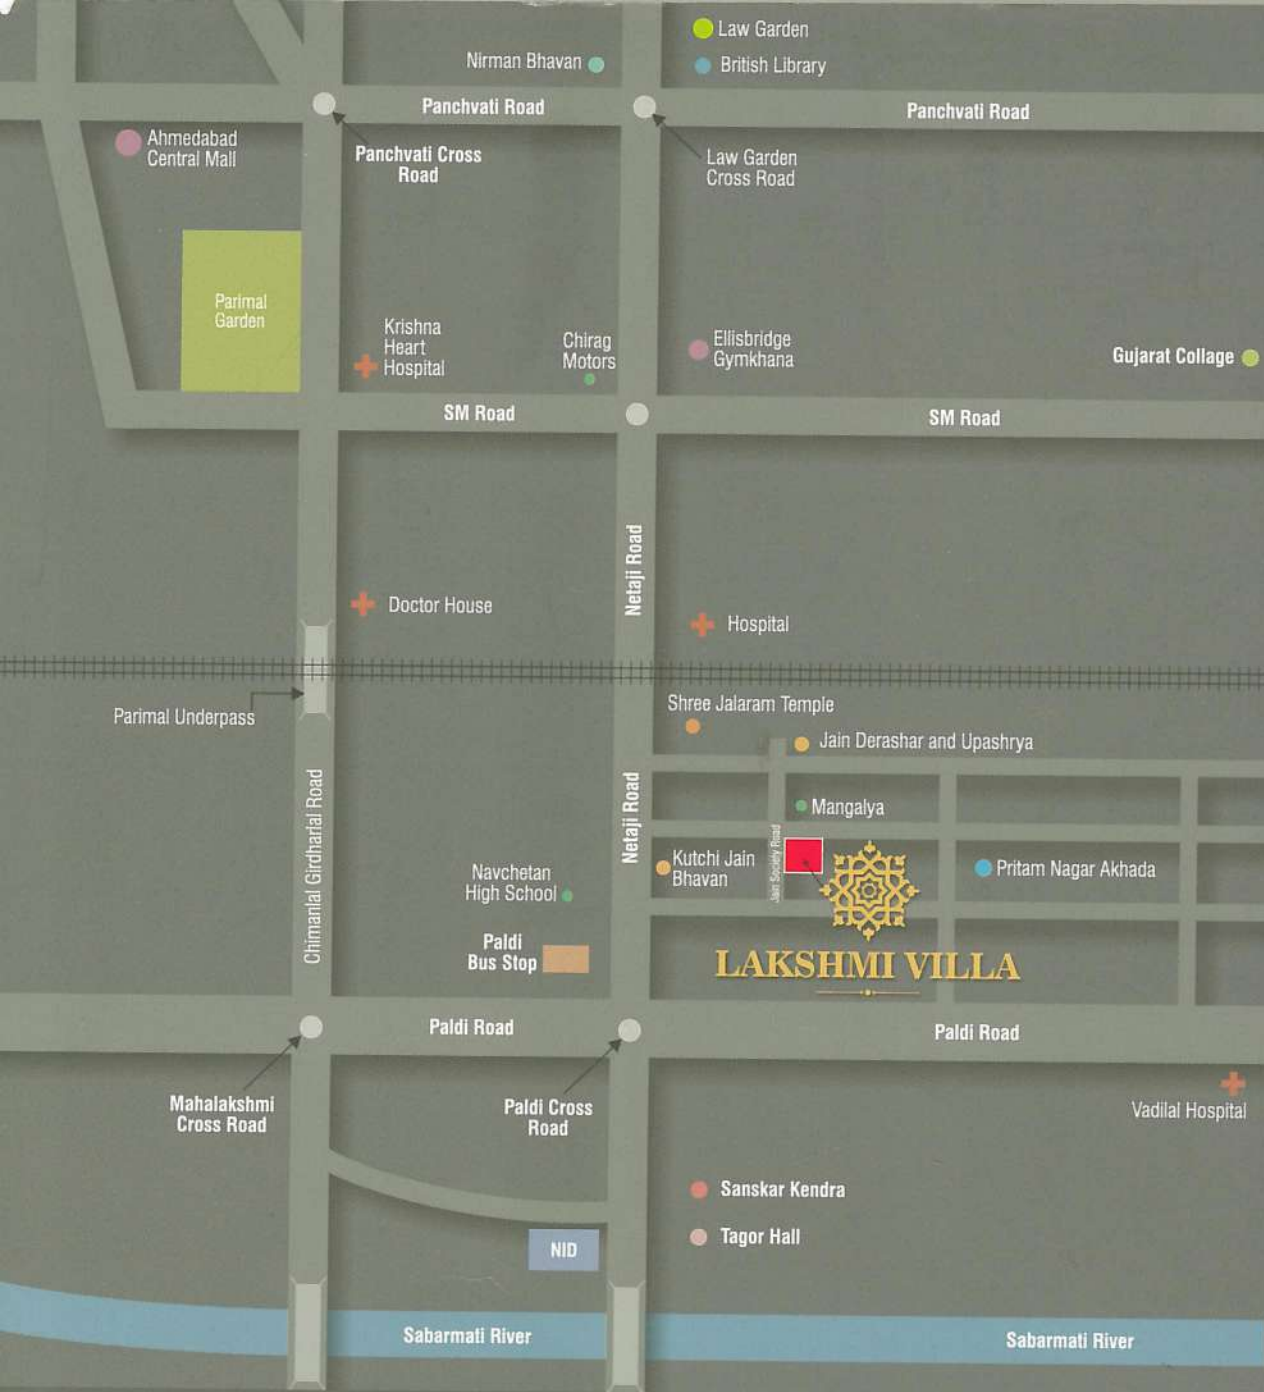 Law Garden
Nirman Bhavan
British Library
Panchvati Road
Panchvati Road
Ahmedabad
Central Mall
Panchvati Cross
Road
Law Garden
Cross Road
Parimal
Garden
Krishna
Heart
Hospital
Chirag
Motors
Ellisbridge
Gymkhana
Gujarat Collage
SM Road
SM Road
Netaji Road
Doctor House
Hospital
Parimal Underpass
Shree Jalaram Temple
Jain Derashar and Upashrya
Chimanlal Girdharlal Road
Netaji Road
Mangalya
Jain Society Road
Kutchi Jain
Bhavan
Pritam Nagar Akhada
Navchetan
High School
Paldi
Bus Stop
LAKSHMI VILLA
Paldi Road
Paldi Road
Mahalakshmi
Cross Road
Paldi Cross
Road
Vadilal Hospital
Sanskar Kendra
Tagor Hall
NID
Sabarmati River
Sabarmati River